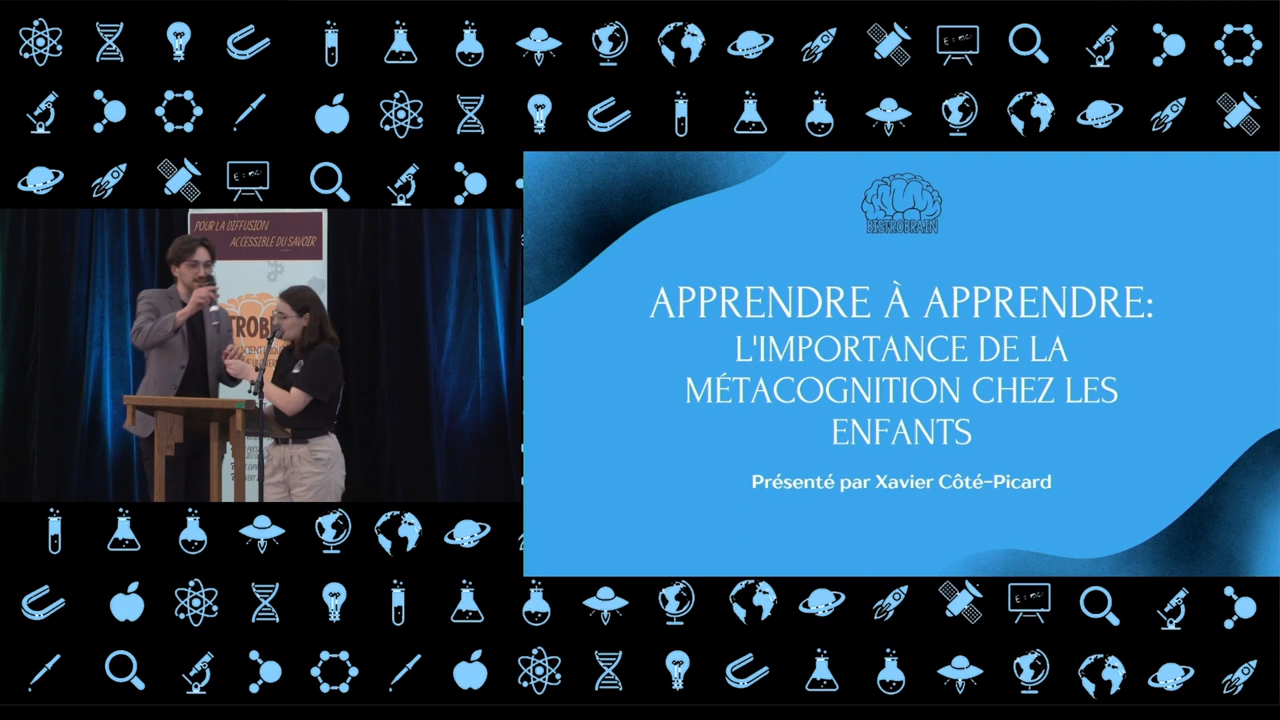 POUR LA DIFFUSION
ACCESSIBLE DU SAVOIR
BISTROBRAIN
APPRENDRE À APPRENDRE:
L'IMPORTANCE DE LA
MÉTACOGNITION CHEZ LES
ENFANTS
Présenté par Xavier Côté-Picard